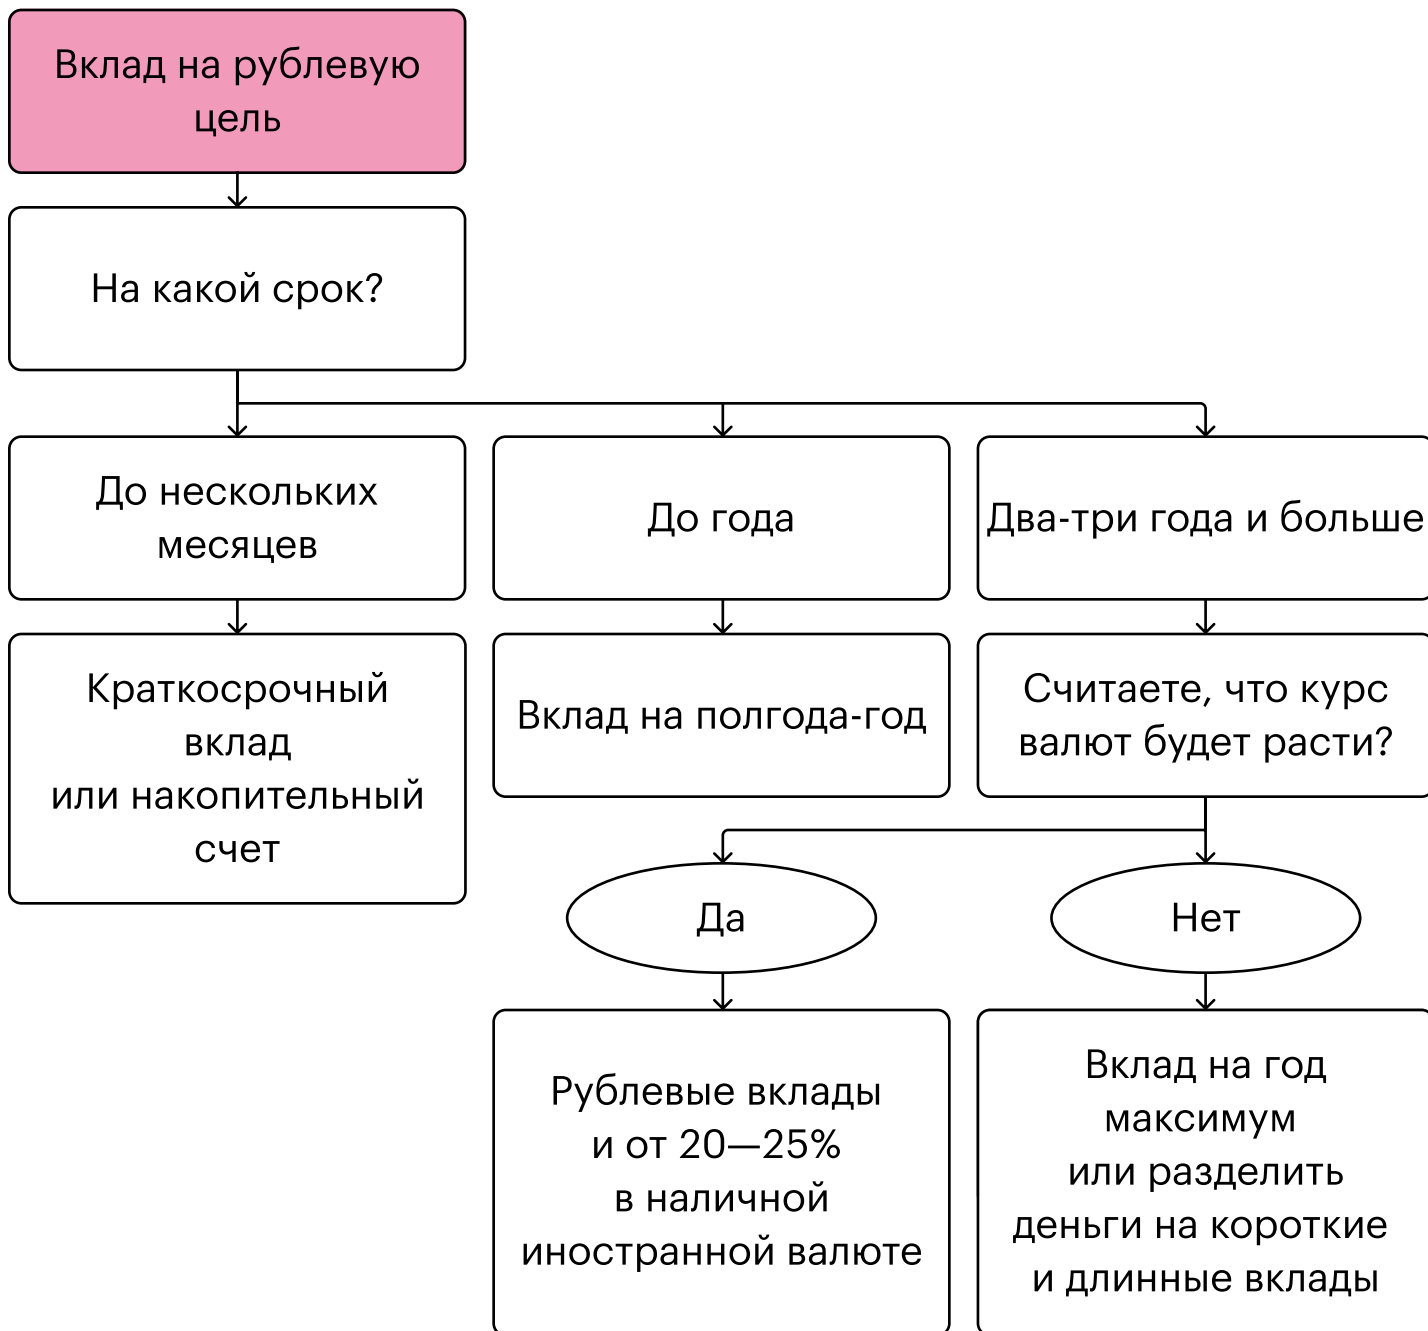 Вклад на рублевую
цель
На какой срок?
До нескольких
месяцев
До года
Два-три года и больше
Краткосрочный
вклад
или накопительный
счет
Вклад на полгода-год
Считаете, что курс
валют будет расти?
Да
Нет
Рублевые вклады
и от 20—25%
в наличной
иностранной валюте
Вклад на год
максимум
или разделить
деньги на короткие
и длинные вклады